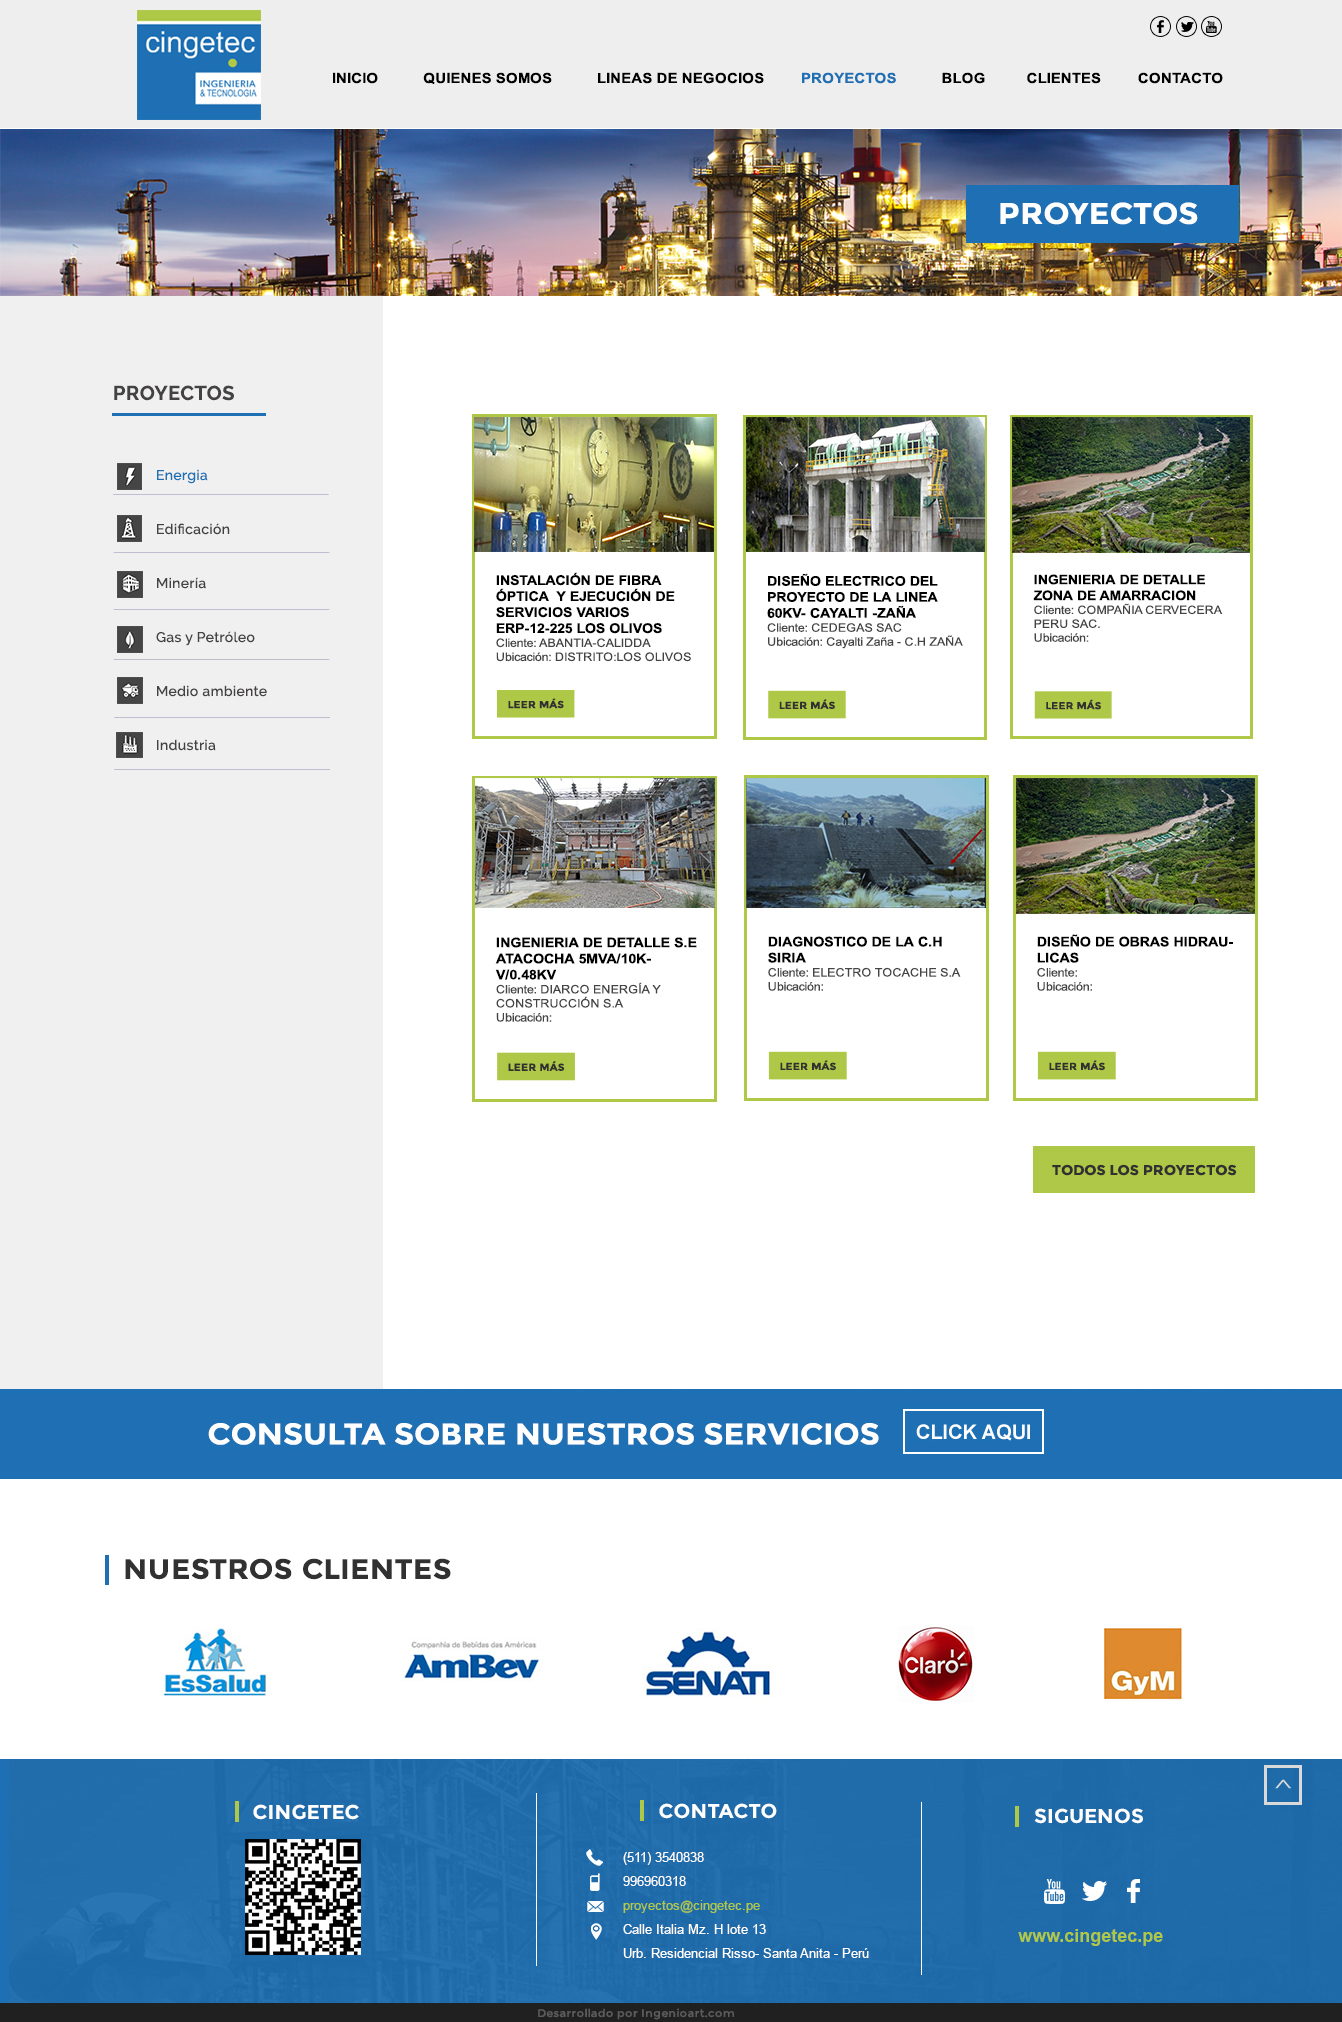 cingetec
INGENIERIA
& TECNOLOGIA
INICIO
QUIENES SOMOS
LINEAS DE NEGOCIOS
PROYECTOS
BLOG
CLIENTES
CONTACTO
PROYECTOS
PROYECTOS
Energia
Edificación
Minería
Gas y Petróleo
Medio ambiente
Industria
INSTALACIÓN DE FIBRA
ÓPTICA Y EJECUCIÓN DE
SERVICIOS VARIOS
ERP-12-225 LOS OLIVOS
Cliente: ABANTIA-CALIDDA
Ubicación: DISTRITO:LOS OLIVOS
LEER MÁS
DISEÑO ELECTRICO DEL
PROYECTO DE LA LINEA
60KV- CAYALTI -ZAÑA
Cliente: CEDEGAS SAC
Ubicación: Cayalti Zaña - C.H ZAÑA
LEER MÁS
INGENIERIA DE DETALLE
ZONA DE AMARRACION
Cliente: COMPAÑIA CERVECERA
PERU SAC.
Ubicación:
LEER MÁS
INGENIERIA DE DETALLE S.E
ATACOCHA 5MVA/10K-
V/0.48KV
Cliente: DIARCO ENERGÍA Y
CONSTRUCCIÓN S.A
Ubicación:
LEER MÁS
DIAGNOSTICO DE LA C.H
SIRIA
Cliente: ELECTRO TOCACHE S.A
Ubicación:
LEER MÁS
DISEÑO DE OBRAS HIDRAU-
LICAS
Cliente:
Ubicación:
LEER MÁS
TODOS LOS PROYECTOS
CONSULTA SOBRE NUESTROS SERVICIOS
CLICK AQUI
NUESTROS CLIENTES
EsSalud
Companhia de Bebidas das Américas
AmBev
SENATI
Claro
GyM
CINGETEC
CONTACTO
(511) 3540838
996960318
proyectos@cingetec.pe
Calle Italia Mz. H lote 13
Urb. Residencial Risso- Santa Anita - Perú
SIGUENOS
You
Tube
www.cingetec.pe
Desarrollado por Ingenioart.com